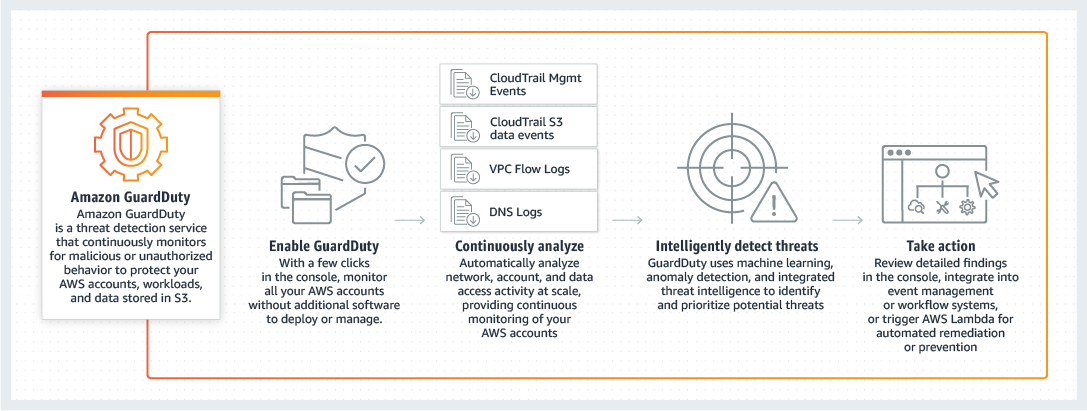 Amazon GuardDuty
Amazon GuardDuty
is a threat detection service
that continuously monitors
for malicious or unauthorized
behavior to protect your
AWS accounts, workloads,
and data stored in S3.
Enable GuardDuty
With a few clicks
in the console, monitor
all your AWS accounts
without additional software
to deploy or manage.
CloudTrail Mgmt
Events
CloudTrail S3
data events
VPC Flow Logs
DNS Logs
Continuously analyze
Automatically analyze
network, account, and data
access activity at scale,
providing continuous
monitoring of your
AWS accounts
Intelligently detect threats
GuardDuty uses machine learning,
anomaly detection, and integrated
threat intelligence to identify
and prioritize potential threats
Take action
Review detailed findings
in the console, integrate into
event management
or workflow systems,
or trigger AWS Lambda for
automated remediation
or prevention